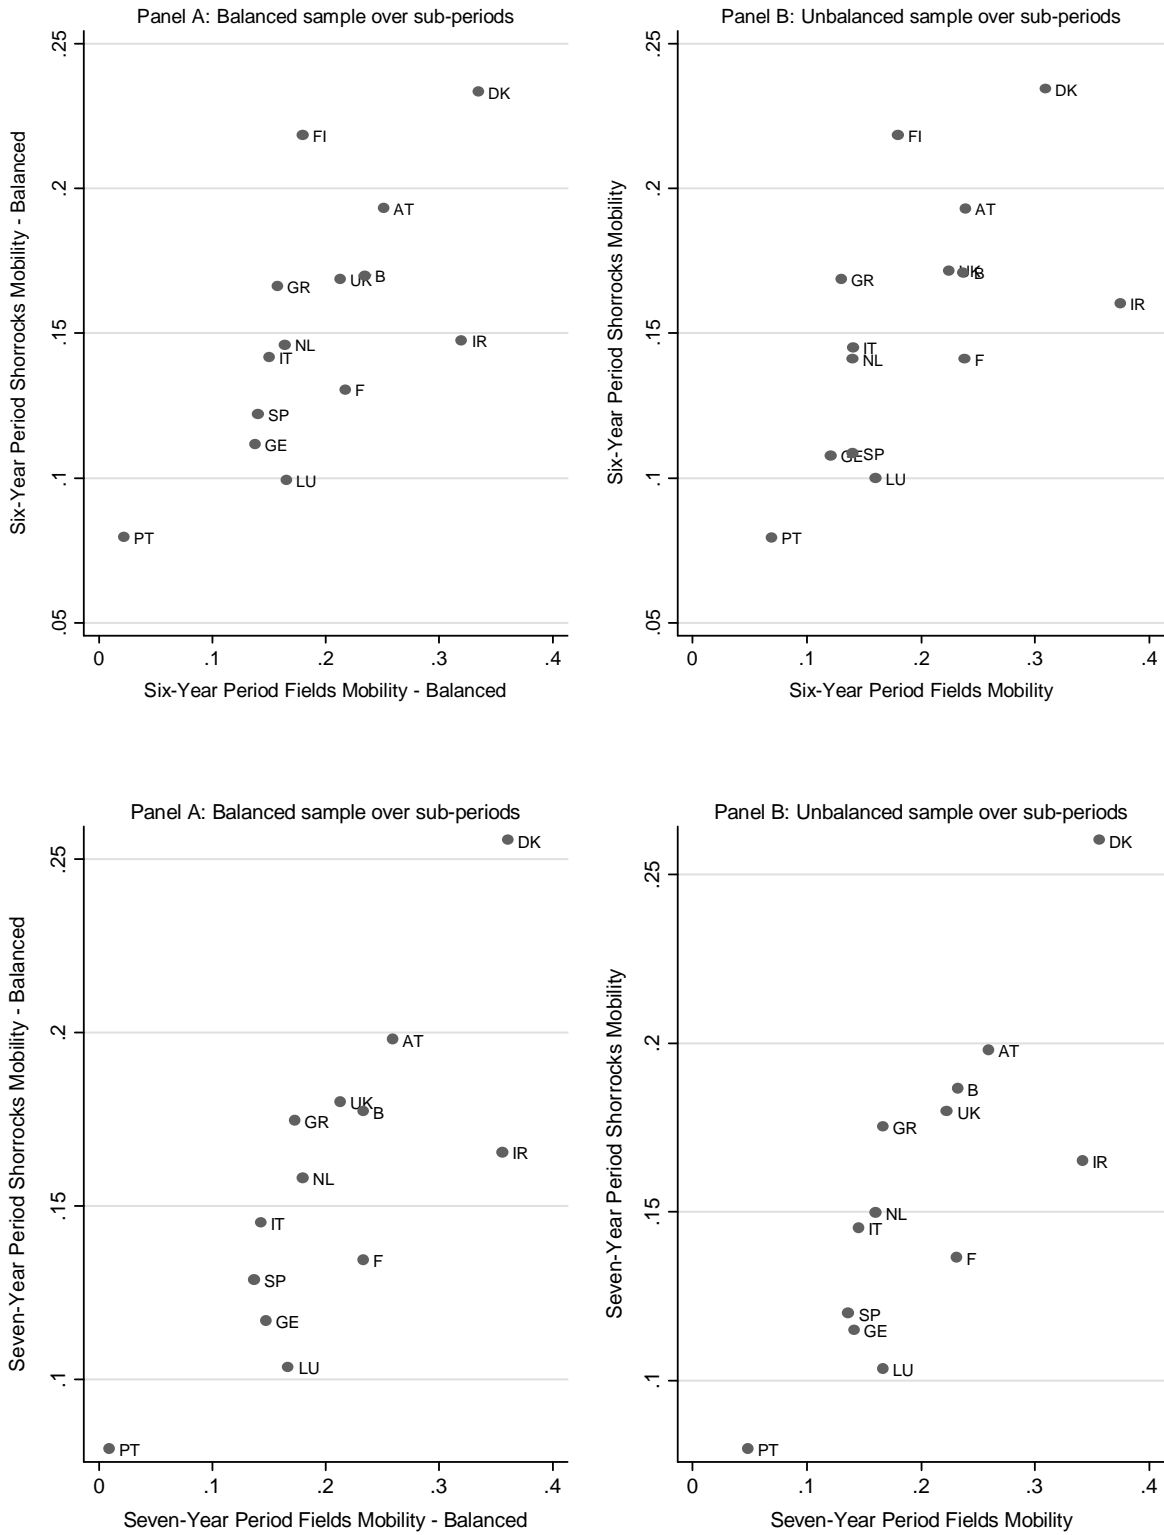 Panel A: Balanced sample over sub-periods
Six-Year Period Shorrocks Mobility - Balanced
.25
.2
.15
.1
.05
DK
FI
AT
B
UK
GR
IR
NL
IT
F
SP
GE
LU
PT
0 .1 .2 .3 .4
Six-Year Period Fields Mobility - Balanced
Panel B: Unbalanced sample over sub-periods
Six-Year Period Shorrocks Mobility
.25
.2
.15
.1
.05
DK
FI
AT
UK
B
GR
IR
IT
NL
F
SP
GE
LU
PT
0 .1 .2 .3 .4
Six-Year Period Fields Mobility
Panel A: Balanced sample over sub-periods
Seven-Year Period Shorrocks Mobility - Balanced
.25
.2
.15
.1
DK
AT
UK
B
GR
IR
NL
IT
F
SP
GE
LU
PT
0 .1 .2 .3 .4
Seven-Year Period Fields Mobility - Balanced
Panel B: Unbalanced sample over sub-periods
Seven-Year Period Shorrocks Mobility
.25
.2
.15
.1
DK
AT
B
UK
GR
IR
NL
IT
F
SP
GE
LU
PT
0 .1 .2 .3 .4
Seven-Year Period Fields Mobility